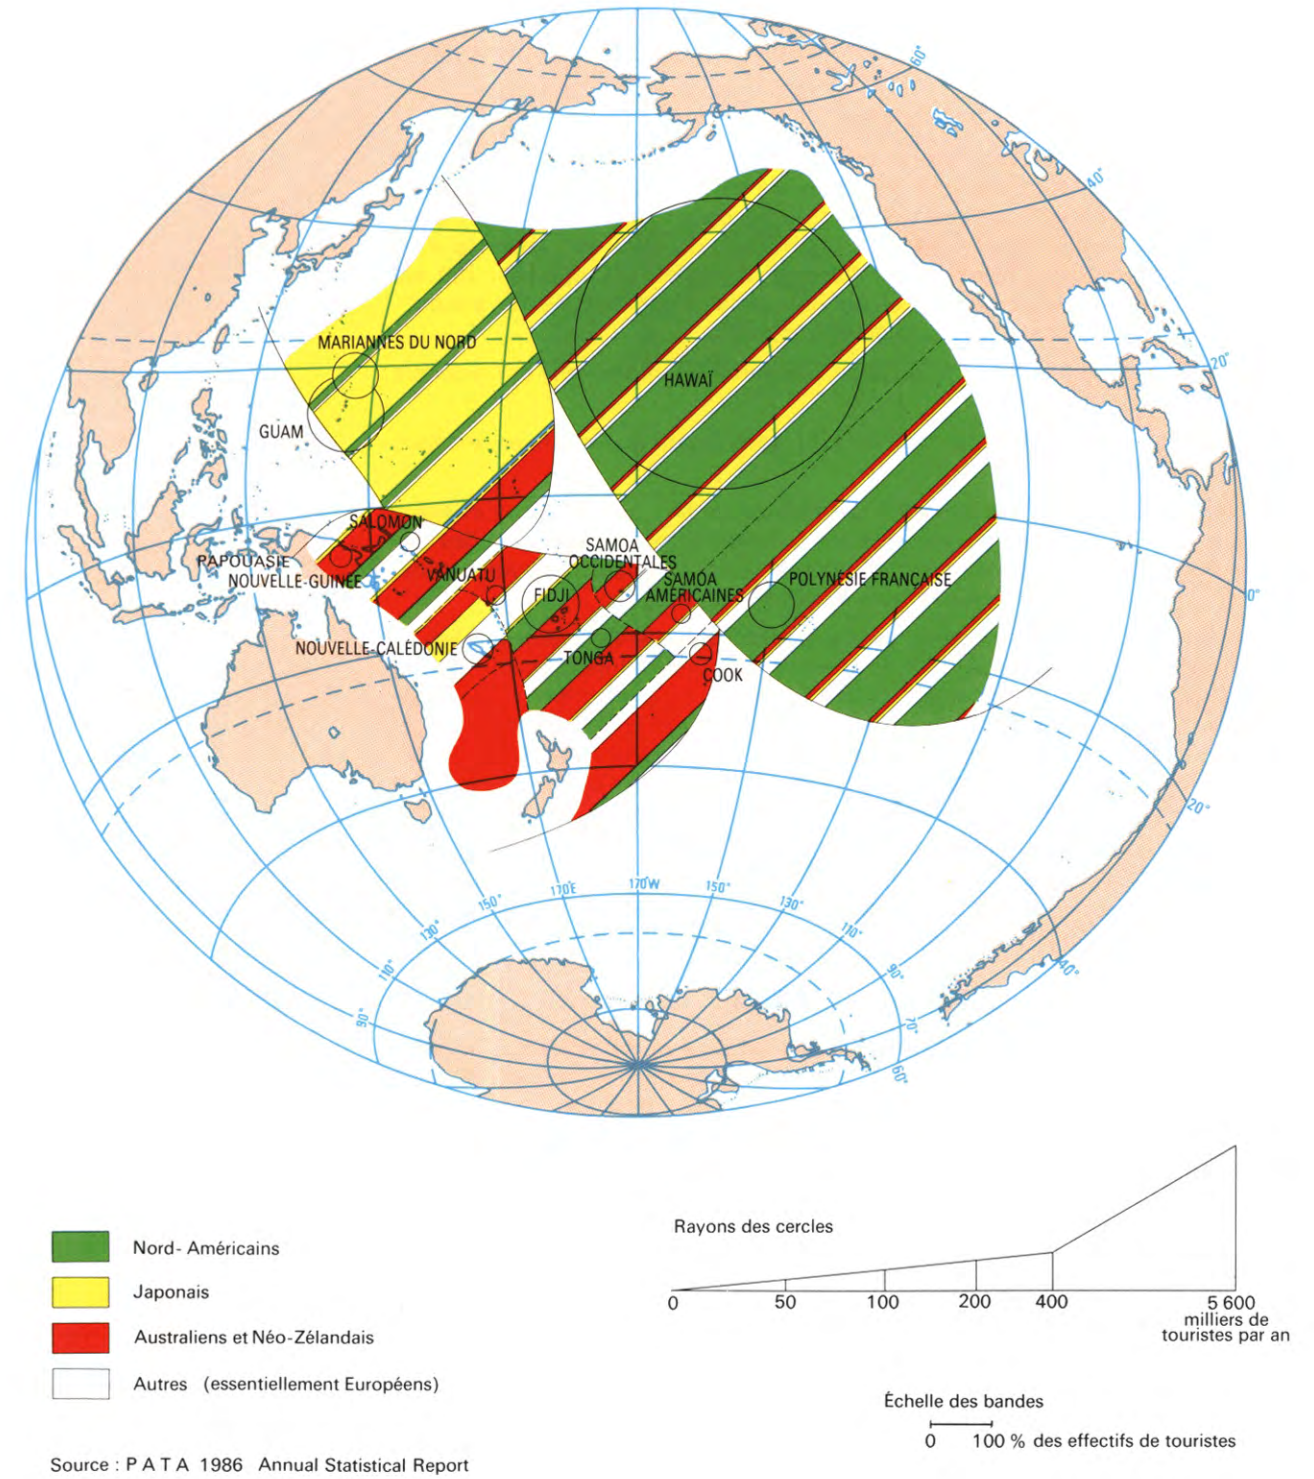 60°
40°
20°
MARIANNES DU NORD
HAWAÏ
GUAM
SALOMON
SAMOA
OCCIDENTALES
PAPOUASIE
NOUVELLE-GUINÉE
VANUATU
FIDJI
SAMOA
AMÉRICAINES
POLYNÉSIE FRANÇAISE
0°
NOUVELLE-CALÉDONIE
TONGA
COOK
20°
170°E
170°W
150°
150°
130°
130°
110°
110°
90°
90°
40°
70°
60°
Rayons des cercles
Nord-Américains
Japonais
0
50
100
200
400
5 600
milliers de
touristes par an
Australiens et Néo-Zélandais
Autres (essentiellement Européens)
Échelle des bandes
0
100 % des effectifs de touristes
Source : P A T A 1986 Annual Statistical Report